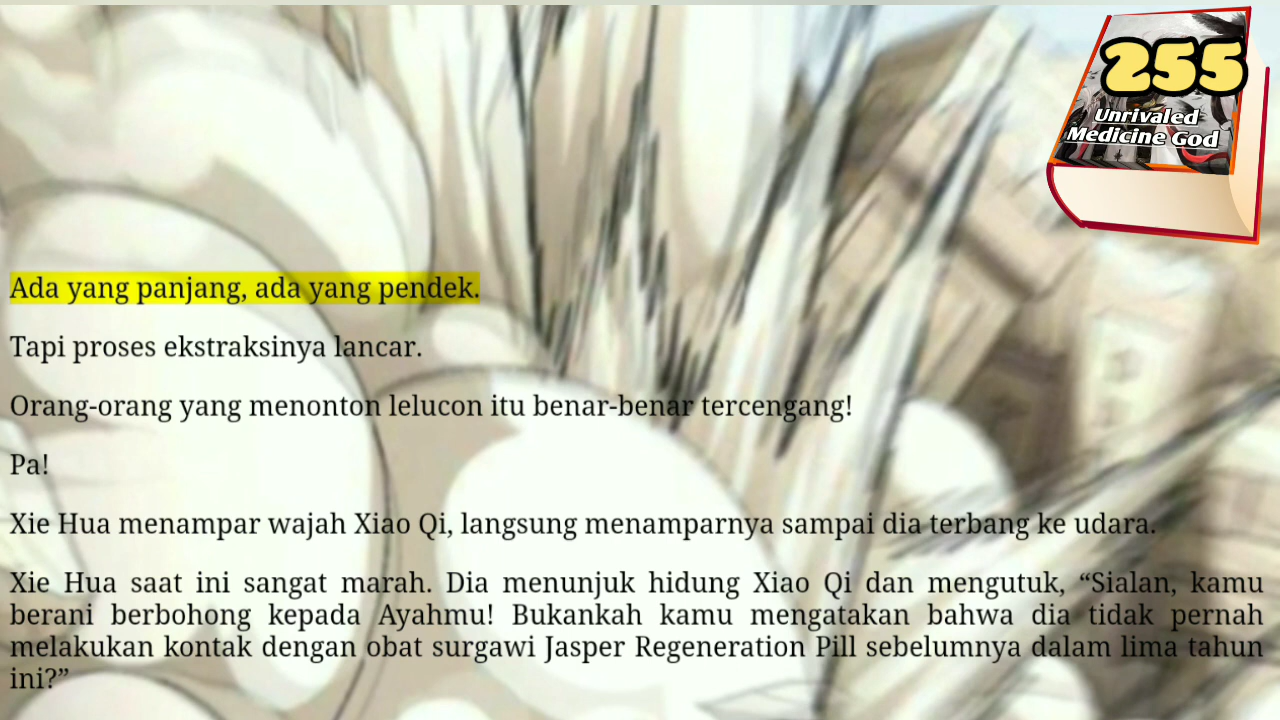 255
Unrivaled
Medicine God
Ada yang panjang, ada yang pendek.
Tapi proses ekstraksinya lancar.
Orang-orang yang menonton lelucon itu benar-benar tercengang!
Pa!
Xie Hua menampar wajah Xiao Qi, langsung menamparnya sampai dia terbang ke udara.
Xie Hua saat ini sangat marah. Dia menunjuk hidung Xiao Qi dan mengutuk, “Sialan, kamu
berani berbohong kepada Ayahmu! Bukankah kamu mengatakan bahwa dia tidak pernah
melakukan kontak dengan obat surgawi Jasper Regeneration Pill sebelumnya dalam lima tahun
ini?”